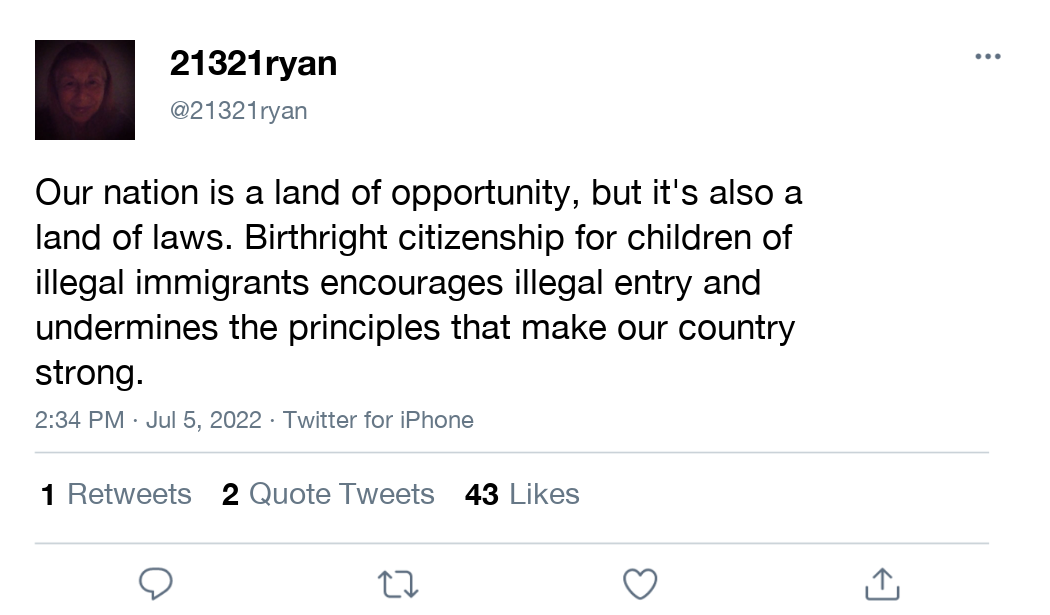 21321ryan
@21321ryan
Our nation is a land of opportunity, but it's also a
land of laws. Birthright citizenship for children of
illegal immigrants encourages illegal entry and
undermines the principles that make our country
strong.
2:34 PM · Jul 5, 2022 · Twitter for iPhone
1 Retweets 2 Quote Tweets 43 Likes